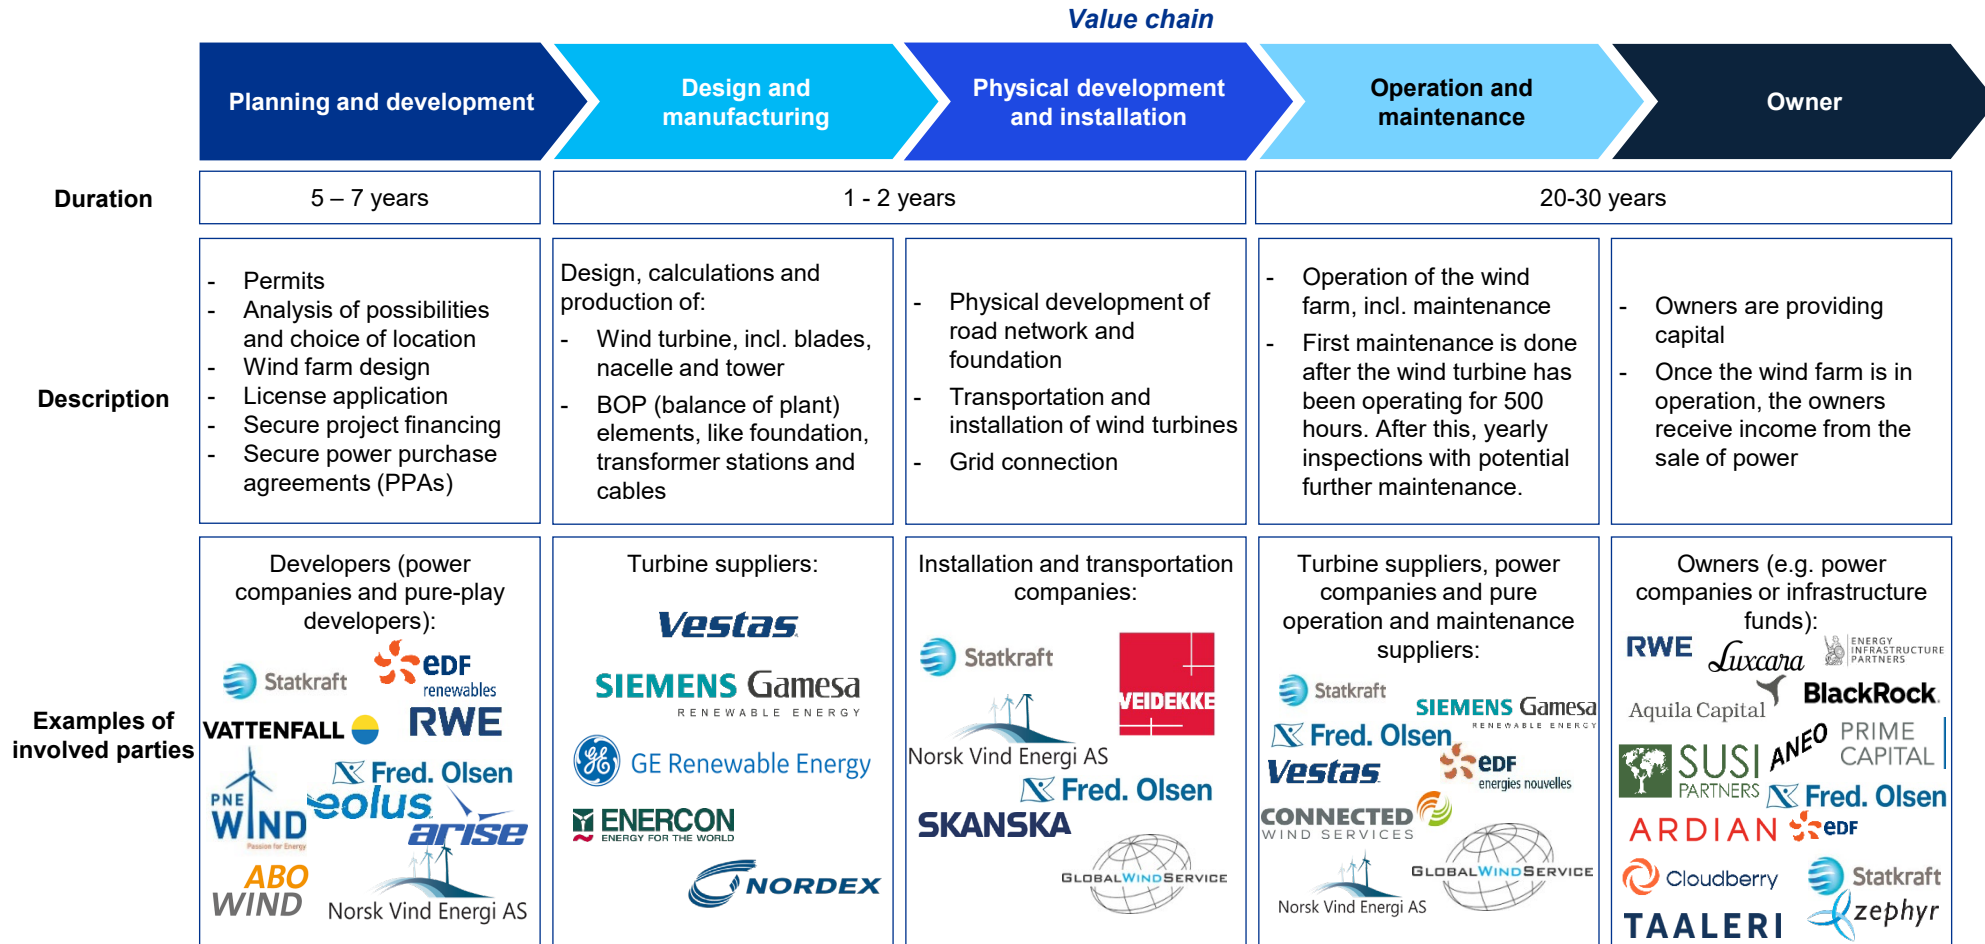 Value chain
Planning and development
Design and
manufacturing
Physical development
and installation
Operation and
maintenance
Owner
Duration
5 – 7 years
1 - 2 years
20-30 years
Description
- Permits
- Analysis of possibilities
and choice of location
- Wind farm design
- License application
- Secure project financing
- Secure power purchase
agreements (PPAs)
Design, calculations and
production of:
- Wind turbine, incl. blades,
nacelle and tower
- BOP (balance of plant)
elements, like foundation,
transformer stations and
cables
- Physical development of
road network and
foundation
- Transportation and
installation of wind turbines
- Grid connection
- Operation of the wind
farm, incl. maintenance
- First maintenance is done
after the wind turbine has
been operating for 500
hours. After this, yearly
inspections with potential
further maintenance.
- Owners are providing
capital
- Once the wind farm is in
operation, the owners
receive income from the
sale of power
Examples of
involved parties
Developers (power
companies and pure-play
developers):
Statkraft
eDF
renewables
VATTENFALL
RWE
PNE
WIND
Passion for Energy
Fred. Olsen
eolus
arise
ABO
WIND
Norsk Vind Energi AS
Turbine suppliers:
Vestas
SIEMENS Gamesa
RENEWABLE ENERGY
GE Renewable Energy
ENERCON
ENERGY FOR THE WORLD
NORDEX
Installation and transportation
companies:
Statkraft
VEIDEKKE
Norsk Vind Energi AS
Fred. Olsen
SKANSKA
GLOBALWINDSERVICE
Turbine suppliers, power
companies and pure
operation and maintenance
suppliers:
Statkraft
SIEMENS Gamesa
RENEWABLE ENERGY
Fred. Olsen
Vestas
eDF
energies nouvelles
CONNECTED
WIND SERVICES
GLOBALWINDSERVICE
Norsk Vind Energi AS
Owners (e.g. power
companies or infrastructure
funds):
RWE
Luxcara
ENERGY
INFRASTRUCTURE
PARTNERS
Aquila Capital
BlackRock.
SUSI
PARTNERS
ANEO
PRIME
CAPITAL
Fred. Olsen
ARDIAN
eDF
Cloudberry
Statkraft
TAALERI
zephyr